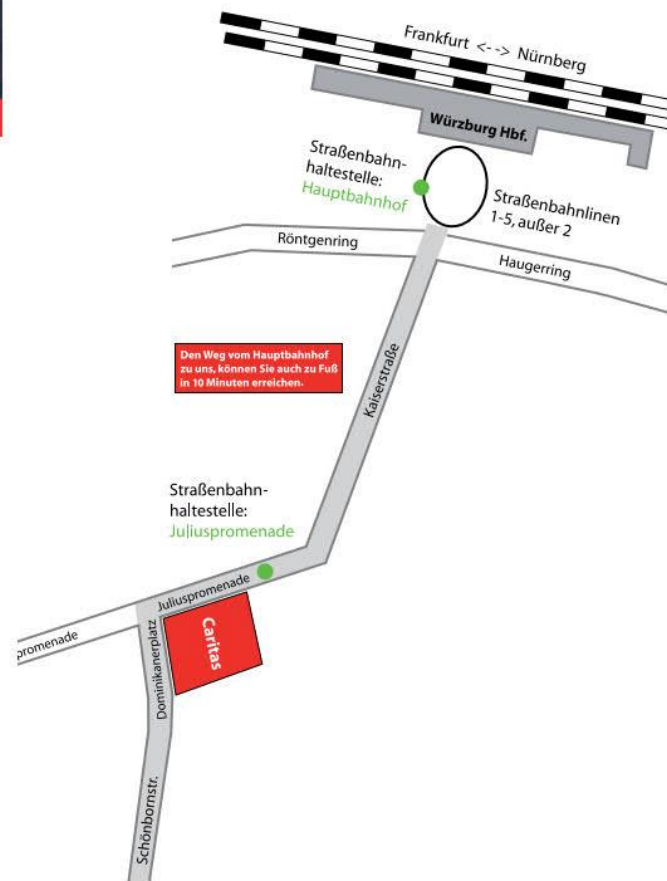 Frankfurt <--> Nürnberg
Würzburg Hbf.
Straßenbahn-
haltestelle:
Hauptbahnhof
Straßenbahnlinen
1-5, außer 2
Röntgenring
Haugerring
Den Weg vom Hauptbahnhof
zu uns, können Sie auch zu Fuß
in 10 Minuten erreichen.
Kaiserstraße
Straßenbahn-
haltestelle:
Juliuspromenade
Juliuspromenade
promenade
Caritas
Dominikanerplatz
Schönbornstr.